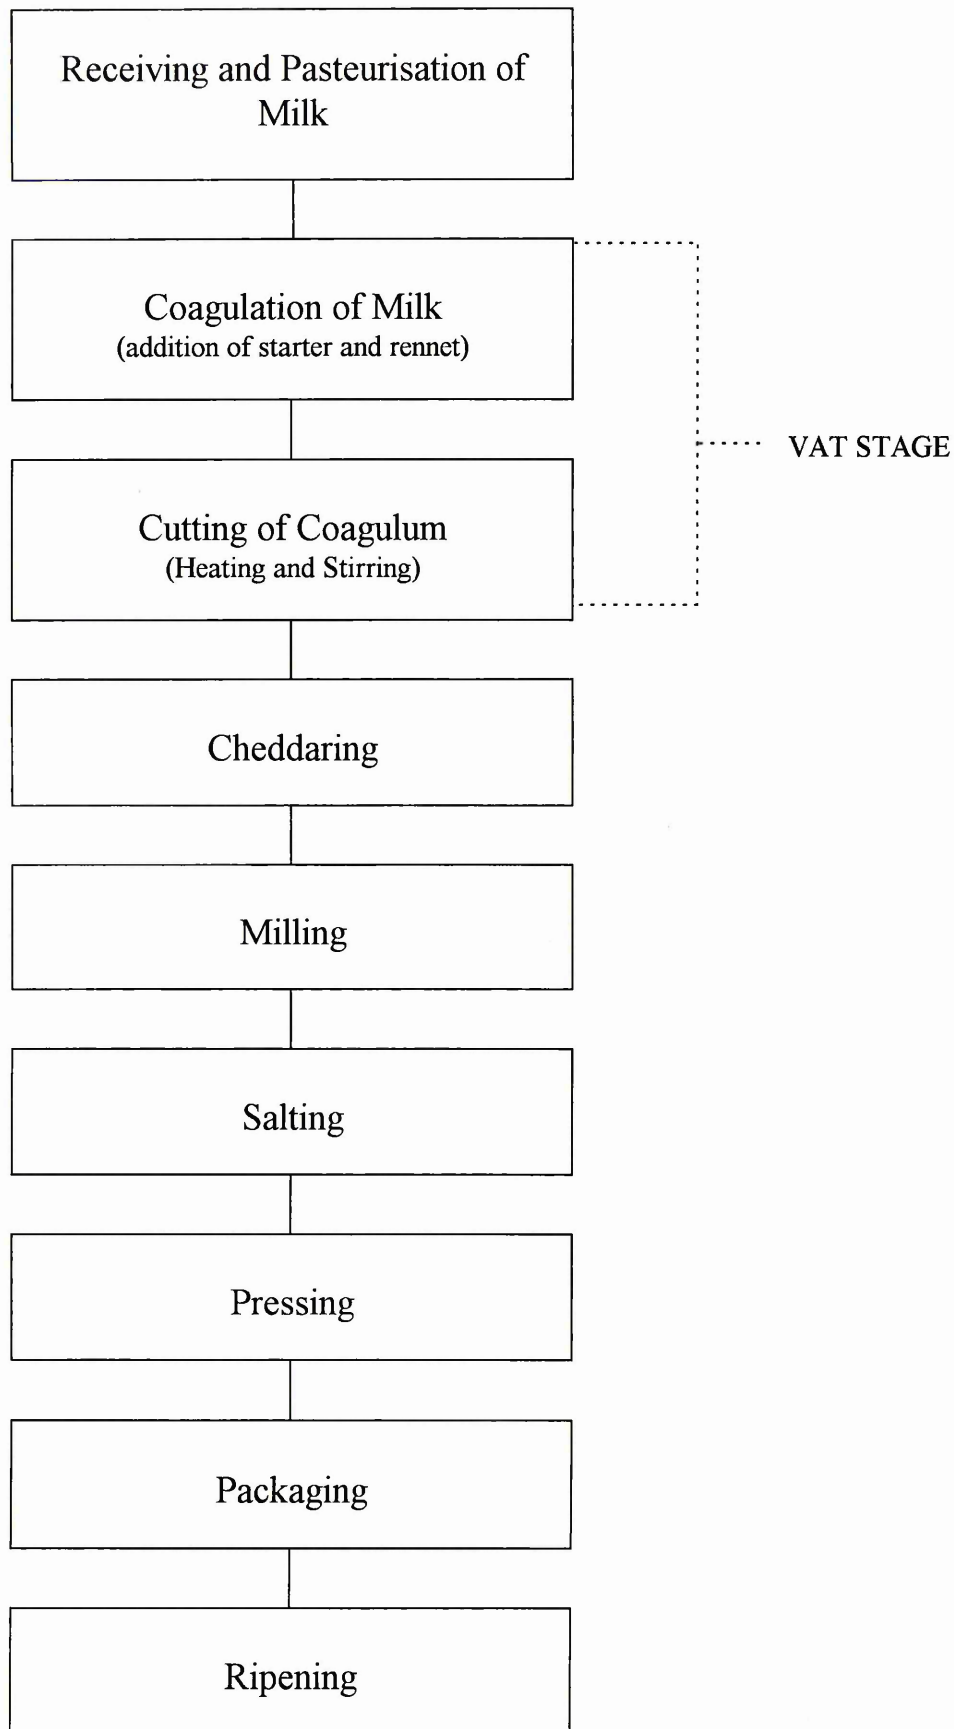 Receiving and Pasteurisation of
Milk
Coagulation of Milk
(addition of starter and rennet)
VAT STAGE
Cutting of Coagulum
(Heating and Stirring)
Cheddaring
Milling
Salting
Pressing
Packaging
Ripening